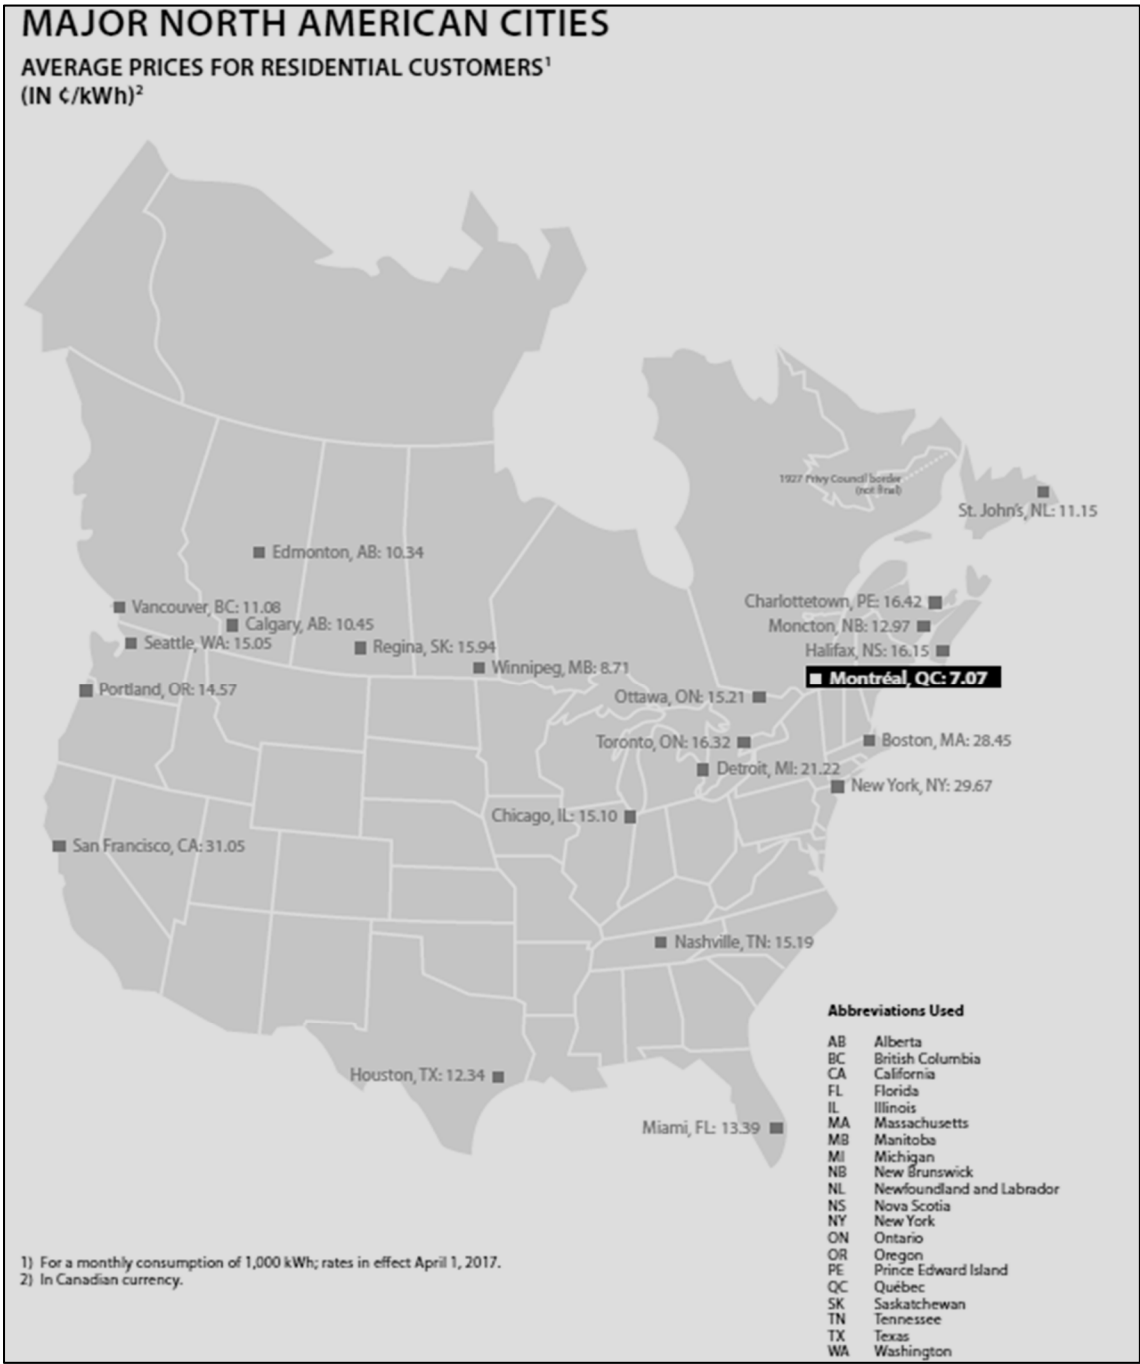 MAJOR NORTH AMERICAN CITIES
AVERAGE PRICES FOR RESIDENTIAL CUSTOMERS¹
(IN ¢/kWh)²
1927 Privy Council border
(not final)
St. John's, NL: 11.15
Edmonton, AB: 10.34
Vancouver, BC: 11.08
Calgary, AB: 10.45
Seattle, WA: 15.05
Regina, SK: 15.94
Winnipeg, MB: 8.71
Portland, OR: 14.57
Charlottetown, PE: 16.42
Moncton, NB: 12.97
Halifax, NS: 16.15
Montréal, QC: 7.07
Ottawa, ON: 15.21
Toronto, ON: 16.32
Boston, MA: 28.45
Detroit, MI: 21.22
New York, NY: 29.67
Chicago, IL: 15.10
San Francisco, CA: 31.05
Nashville, TN: 15.19
Houston, TX: 12.34
Miami, FL: 13.39
Abbreviations Used
AB Alberta
BC British Columbia
CA California
FL Florida
IL Illinois
MA Massachusetts
MB Manitoba
MI Michigan
NB New Brunswick
NL Newfoundland and Labrador
NS Nova Scotia
NY New York
ON Ontario
OR Oregon
PE Prince Edward Island
QC Québec
SK Saskatchewan
TN Tennessee
TX Texas
WA Washington
1) For a monthly consumption of 1,000 kWh; rates in effect April 1, 2017.
2) In Canadian currency.